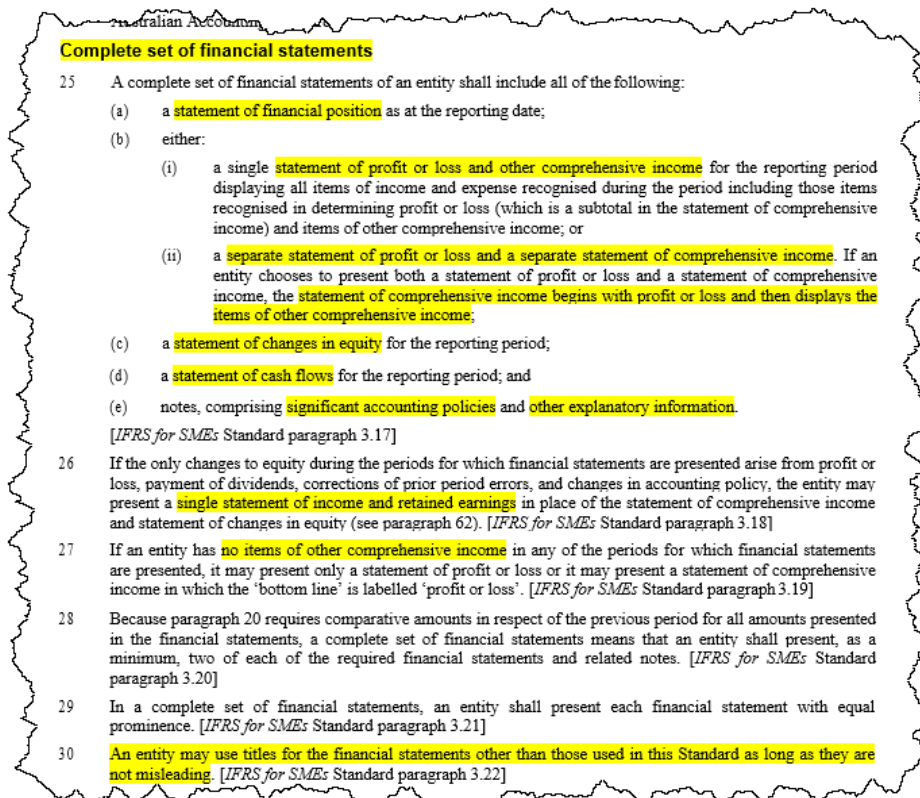 Complete set of financial statements
25 A complete set of financial statements of an entity shall include all of the following:
(a) a statement of financial position as at the reporting date;
(b) either:
(i) a single statement of profit or loss and other comprehensive income for the reporting period
displaying all items of income and expense recognised during the period including those items
recognised in determining profit or loss (which is a subtotal in the statement of comprehensive
income) and items of other comprehensive income; or
(ii) a separate statement of profit or loss and a separate statement of comprehensive income. If an
entity chooses to present both a statement of profit or loss and a statement of comprehensive
income, the statement of comprehensive income begins with profit or loss and then displays the
items of other comprehensive income;
(c) a statement of changes in equity for the reporting period;
(d) a statement of cash flows for the reporting period; and
(e) notes, comprising significant accounting policies and other explanatory information.
[IFRS for SMEs Standard paragraph 3.17]
26 If the only changes to equity during the periods for which financial statements are presented arise from profit or
loss, payment of dividends, corrections of prior period errors, and changes in accounting policy, the entity may
present a single statement of income and retained earnings in place of the statement of comprehensive income
and statement of changes in equity (see paragraph 62). [IFRS for SMEs Standard paragraph 3.18]
27 If an entity has no items of other comprehensive income in any of the periods for which financial statements
are presented, it may present only a statement of profit or loss or it may present a statement of comprehensive
income in which the ‘bottom line’ is labelled ‘profit or loss’. [IFRS for SMEs Standard paragraph 3.19]
28 Because paragraph 20 requires comparative amounts in respect of the previous period for all amounts presented
in the financial statements, a complete set of financial statements means that an entity shall present, as a
minimum, two of each of the required financial statements and related notes. [IFRS for SMEs Standard
paragraph 3.20]
29 In a complete set of financial statements, an entity shall present each financial statement with equal
prominence. [IFRS for SMEs Standard paragraph 3.21]
30 An entity may use titles for the financial statements other than those used in this Standard as long as they are
not misleading. [IFRS for SMEs Standard paragraph 3.22]